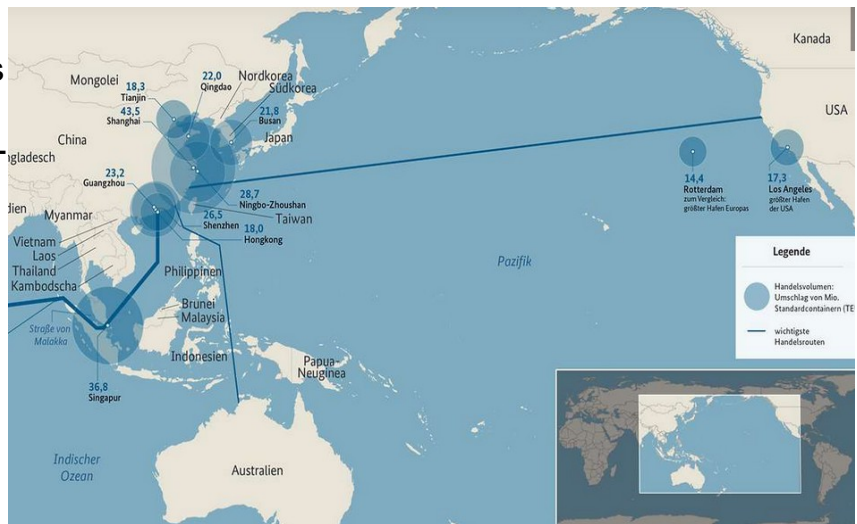 s
Kanada
USA
Mongolei
22,0
Qingdao
Nordkorea
Südkorea
18,3
Tianjin
43,5
Shanghai
21,8
Busan
China
Japan
ngladesch
23,2
Guangzhou
28,7
Ningbo-Zhoushan
14,4
Rotterdam
zum Vergleich:
größter Hafen Europas
17,3
Los Angeles
größter Hafen
der USA
dien
Myanmar
26,5
Shenzhen
Taiwan
18,0
Hongkong
Vietnam
Laos
Thailand
Kambodscha
Philippinen
Pazifik
Brunei
Malaysia
Straße von
Malakka
Indonesien
Papua-
Neuginea
36,8
Singapur
Indischer
Ozean
Australien
Legende
Handelsvolumen:
Umschlag von Mio.
Standardcontainern (TE
wichtigste
Handelsrouten